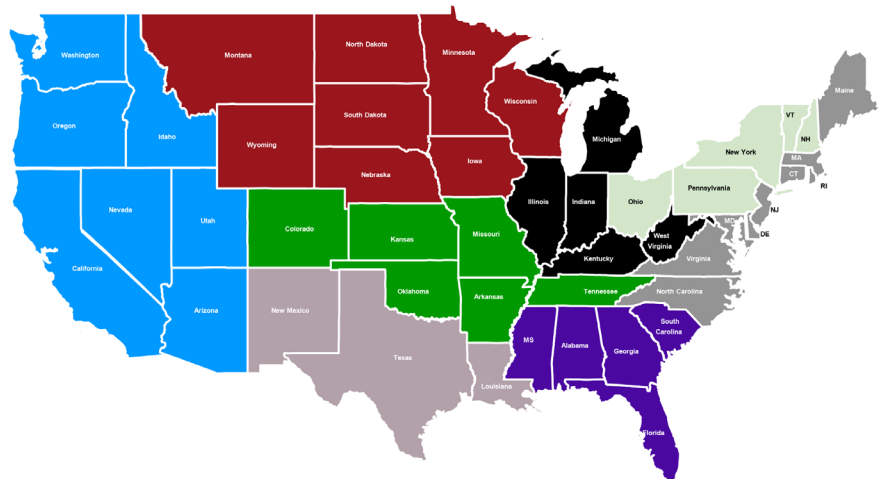 Washington
Montana
North Dakota
Minnesota
Maine
Oregon
Idaho
Wyoming
South Dakota
Wisconsin
Michigan
New York
VT
NH
MA
CT
RI
Nebraska
Iowa
Illinois
Indiana
Ohio
Pennsylvania
NJ
MD
DE
Nevada
Utah
Colorado
Kansas
Missouri
Kentucky
West
Virginia
Virginia
California
Arizona
New Mexico
Oklahoma
Arkansas
Tennessee
North Carolina
South
Carolina
Texas
Louisiana
MS
Alabama
Georgia
Florida